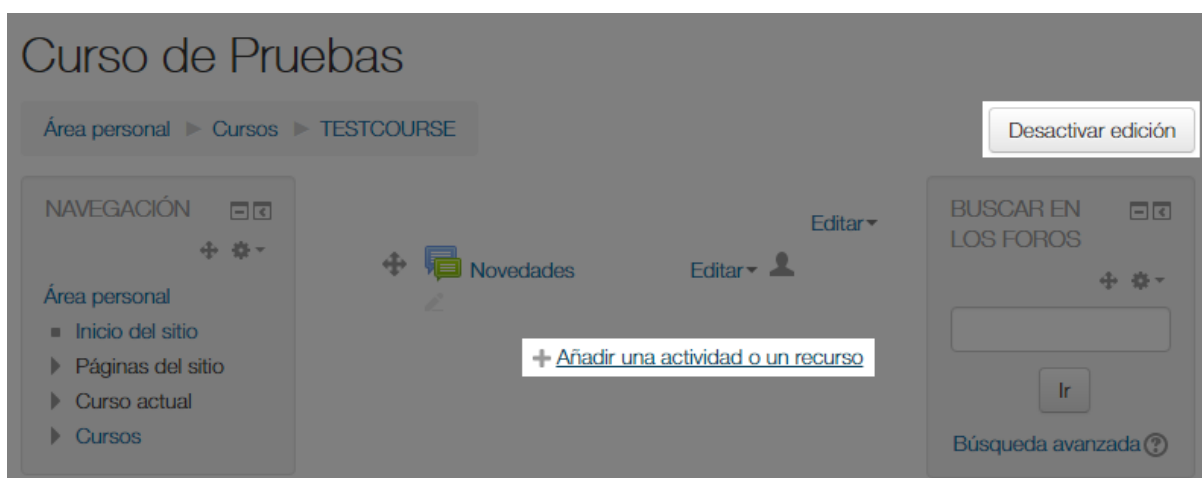 Curso de Pruebas
Área personal Cursos TESTCOURSE
Desactivar edición
NAVEGACIÓN
Área personal
Inicio del sitio
Páginas del sitio
Curso actual
Cursos
Editar
Novedades
Editar
Añadir una actividad o un recurso
BUSCAR EN
LOS FOROS
Ir
Búsqueda avanzada ?